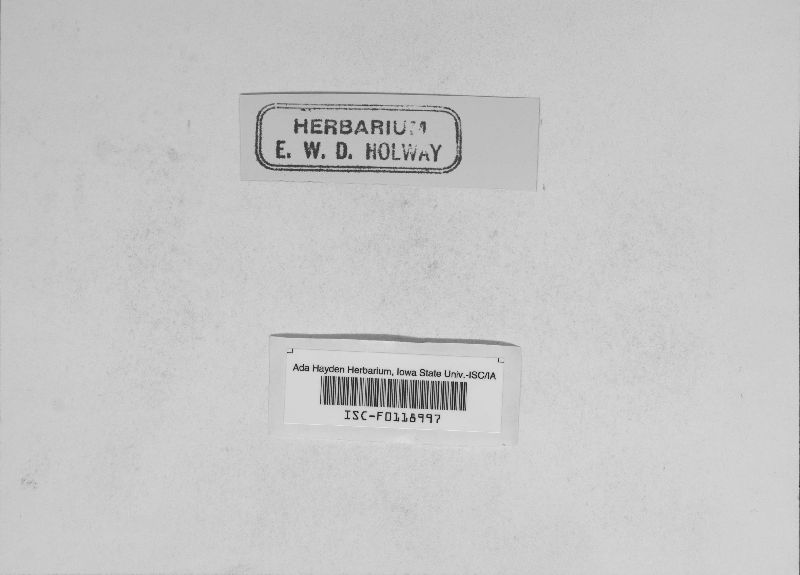 HERBARIUM
E. W. D. HOLWAY
Ada Hayden Herbarium, Iowa State Univ.-ISC/IA
ISC-F0118997